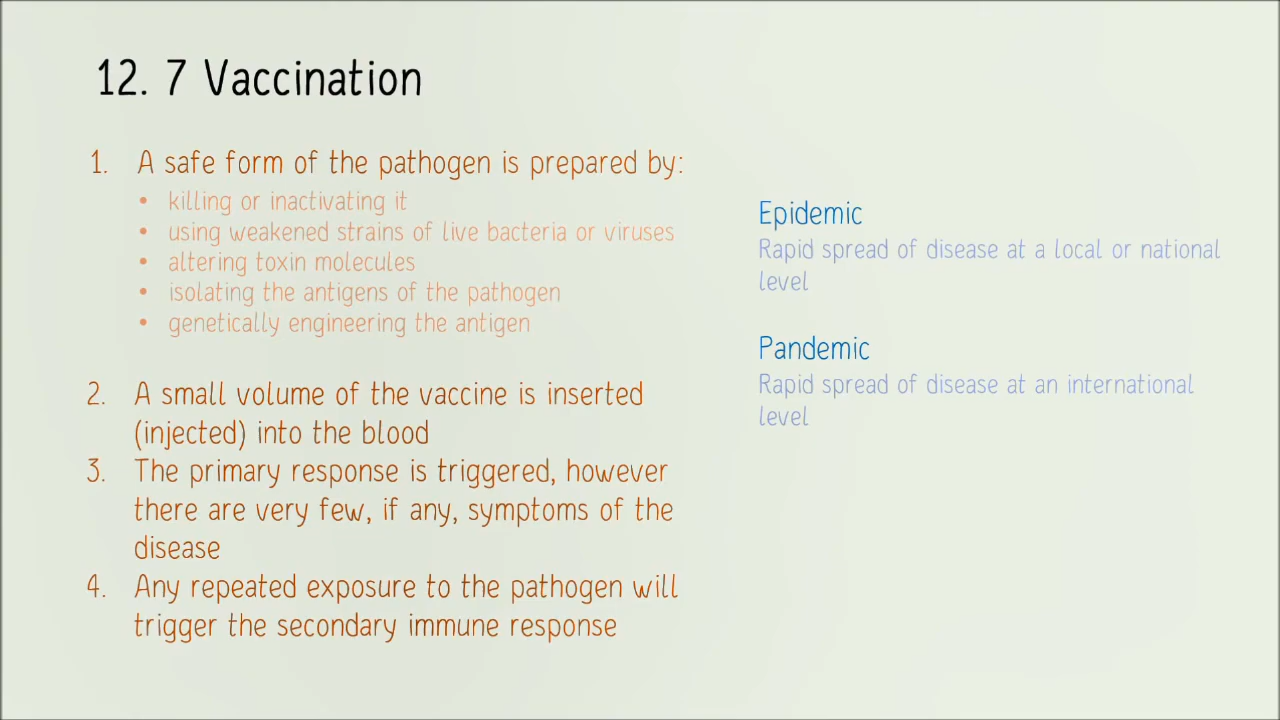 12. 7 Vaccination
1. A safe form of the pathogen is prepared by:
• killing or inactivating it
• using weakened strains of live bacteria or viruses
• altering toxin molecules
• isolating the antigens of the pathogen
• genetically engineering the antigen
2. A small volume of the vaccine is inserted
(injected) into the blood
3. The primary response is triggered, however
there are very few, if any, symptoms of the
disease
4. Any repeated exposure to the pathogen will
trigger the secondary immune response
Epidemic
Rapid spread of disease at a local or national
level
Pandemic
Rapid spread of disease at an international
level